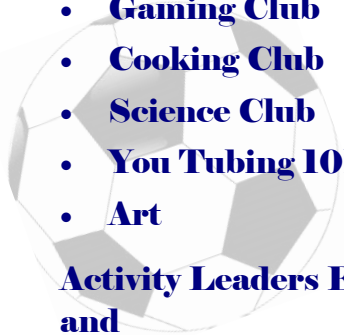 • Gaming Club
• Cooking Club
• Science Club
• You Tubing 10
• Art
Activity Leaders
and